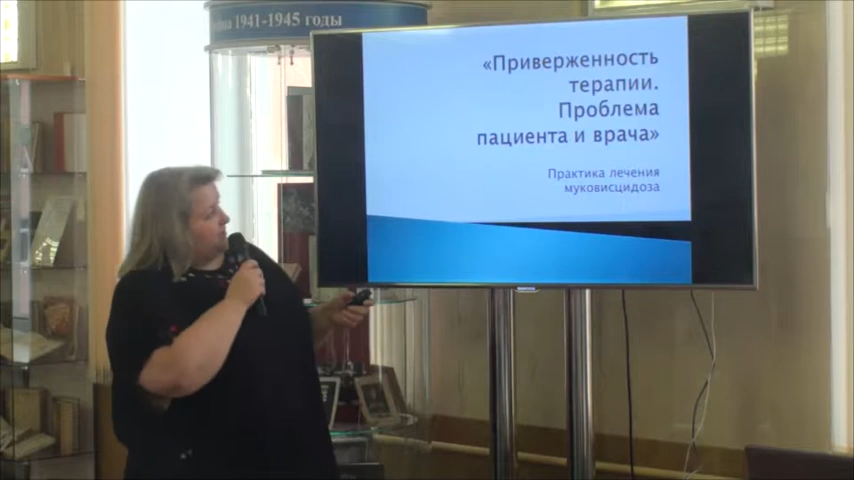 1941-1945 годы
«Приверженность
терапии.
Проблема
пациента и врача»
Практика лечения
муковисцидоза